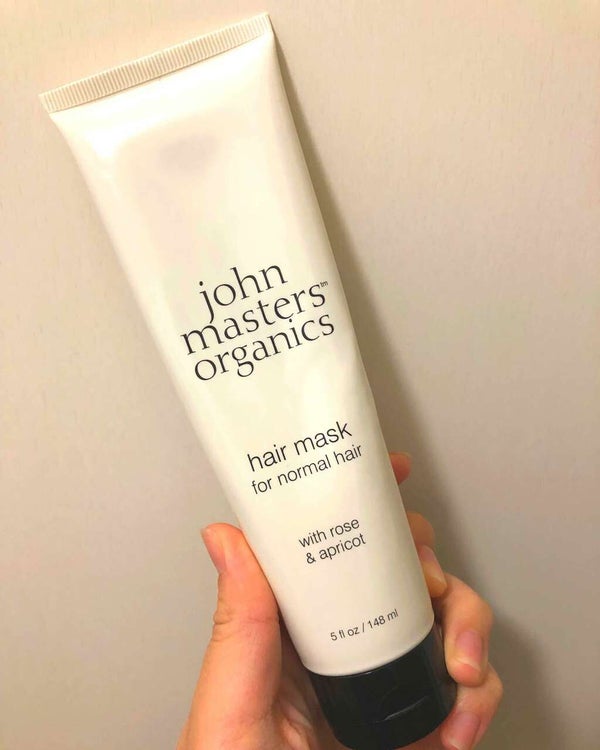 john
masters™
organics
hair mask
for normal hair
with rose
& apricot
5 fl oz / 148 ml